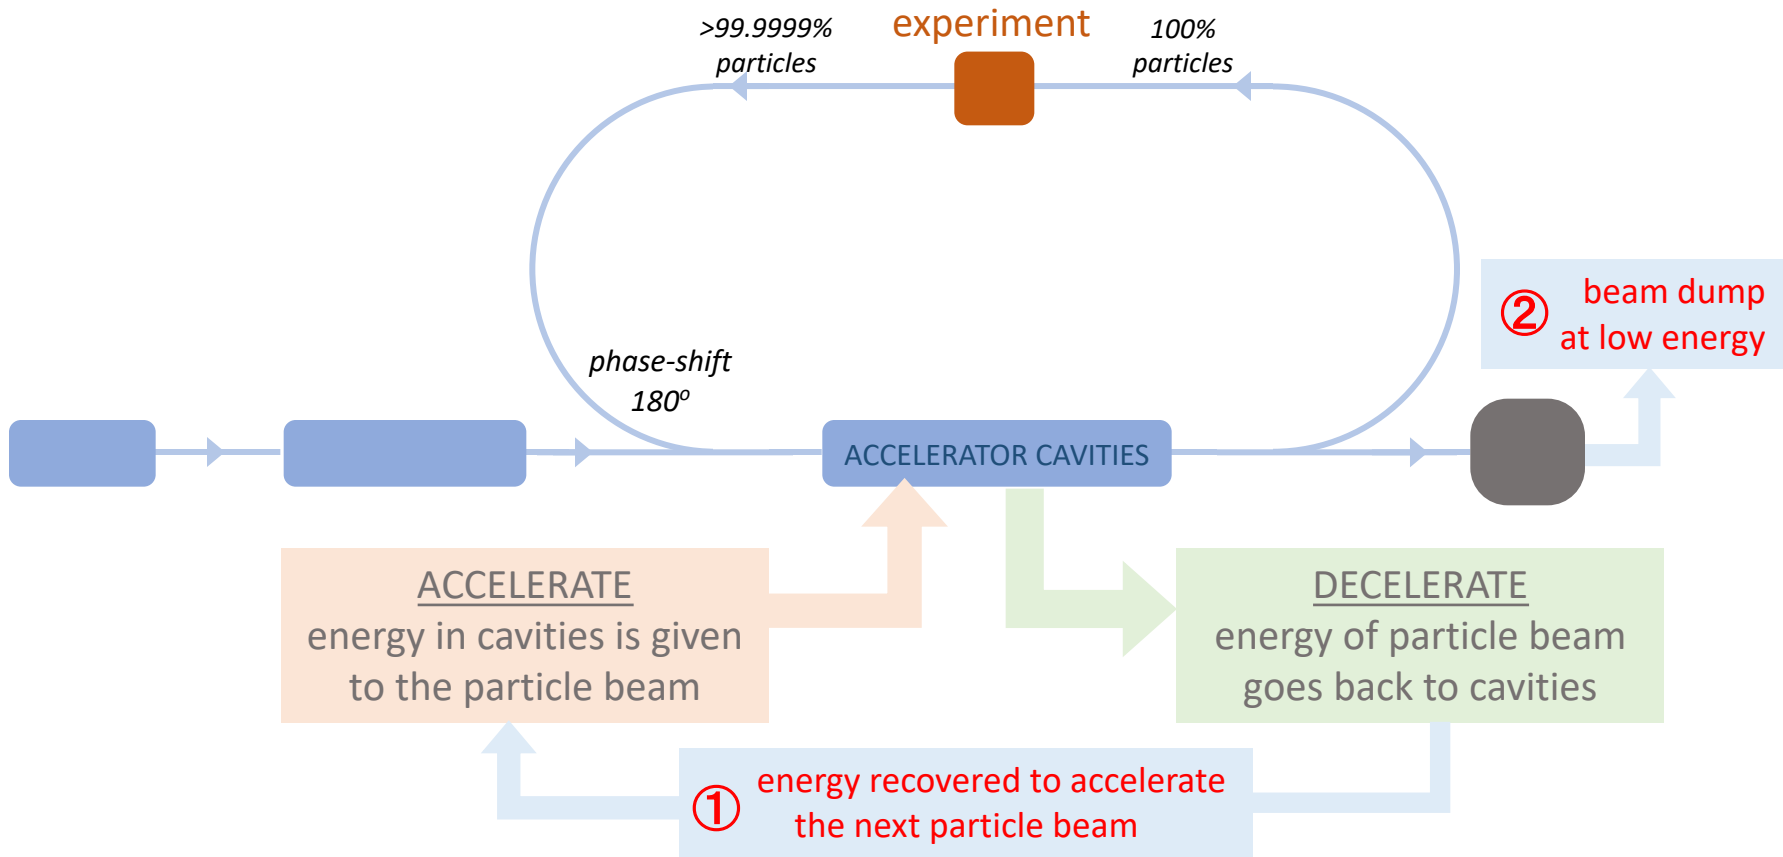 >99.9999%
particles
experiment
100%
particles
② beam dump
at low energy
phase-shift
180º
ACCELERATOR CAVITIES
ACCELERATE
energy in cavities is given
to the particle beam
DECELERATE
energy of particle beam
goes back to cavities
① energy recovered to accelerate
the next particle beam